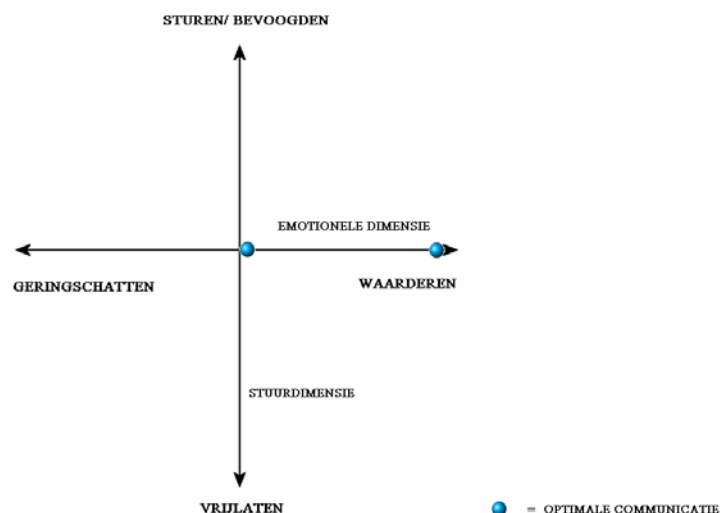 STUREN/ BEVOOGDEN
EMOTIONELE DIMENSIE
GERINGSCHATTEN
WAARDEREN
STUURDIMENSIE
VRIJLATEN
= OPTIMALE COMMUNICATIE